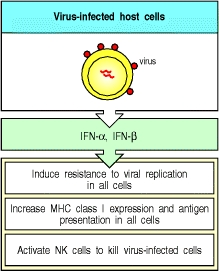 Virus-infected host cells
virus
IFN-α, IFN-β
Induce resistance to viral replication
in all cells
Increase MHC class I expression and antigen
presentation in all cells
Activate NK cells to kill virus-infected cells